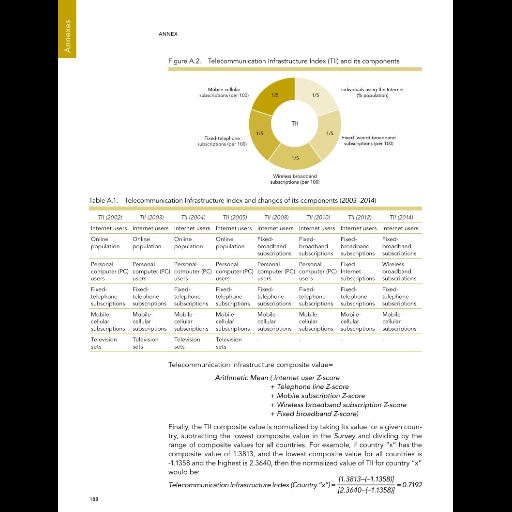 Annexes
ANNEX
Figure A.2. Telecommunication Infrastructure Index (TII) and its components
Mobile-cellular
subscriptions (per 100)
1/5
1/5
Individuals using the Internet
(% population)
TII
Fixed-telephone
subscriptions (per 100)
1/5
1/5
Fixed (wired)-broadband
subscriptions (per 100)
1/5
Wireless broadband
subscriptions (per 100)
Table A.1. Telecommunication Infrastructure Index and changes of its components (2003–2014)
TII (2002) TII (2003) TII (2004) TII (2005) TII (2008) TII (2010) TII (2012) TII (2014)
Internet users Internet users Internet users Internet users Internet users Internet users Internet users Internet users
Online Online Online Online Fixed- Fixed- Fixed- Fixed-
population population population population broadband broadband broadband broadband
subscriptions subscriptions subscriptions subscriptions
Personal Personal Personal Personal Personal Personal Fixed Wireless
computer (PC) computer (PC) computer (PC) computer (PC) computer (PC) computer (PC) Internet broadband
users users users users users users subscriptions subscriptions
Fixed- Fixed- Fixed- Fixed- Fixed- Fixed- Fixed- Fixed-
telephone telephone telephone telephone telephone telephone telephone telephone
subscriptions subscriptions subscriptions subscriptions subscriptions subscriptions subscriptions subscriptions
Mobile- Mobile- Mobile- Mobile- Mobile- Mobile- Mobile- Mobile-
cellular cellular cellular cellular cellular cellular cellular cellular
subscriptions subscriptions subscriptions subscriptions subscriptions subscriptions subscriptions subscriptions
Television Television Television Television - - - -
sets sets sets sets
Telecommunication infrastructure composite value=
Arithmetic Mean ( Internet user Z-score
+ Telephone line Z-score
+ Mobile subscription Z-score
+ Wireless broadband subscription Z-score
+ Fixed broadband Z-score)
Finally, the TII composite value is normalized by taking its value for a given coun-
try, subtracting the lowest composite value in the Survey and dividing by the
range of composite values for all countries. For example, if country "x" has the
composite value of 1.3813, and the lowest composite value for all countries is
-1.1358 and the highest is 2.3640, then the normalized value of TII for country "x"
would be:
Telecommunication Infrastructure Index (Country "x")= [1.3813–(–1.1358)] / [2.3640–(–1.1358)] =0.7192
188